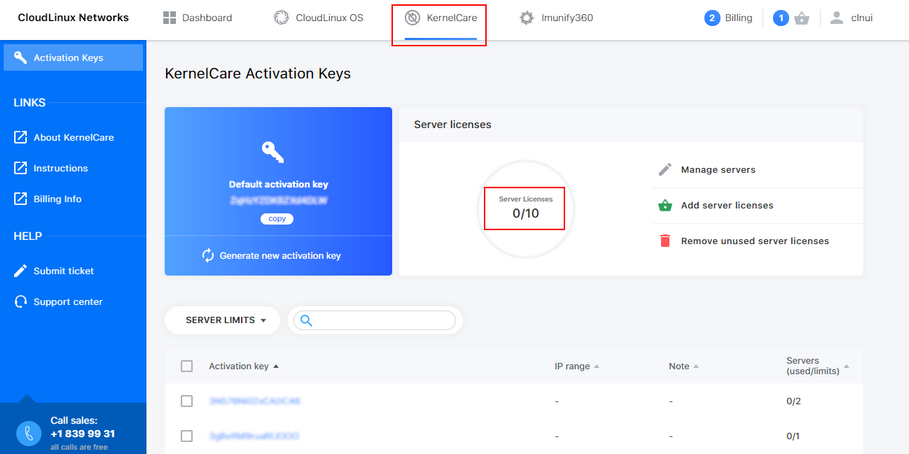 CloudLinux Networks
Dashboard
CloudLinux OS
KernelCare
Imunify360
2 Billing
1
clnui
Activation Keys
LINKS
About KernelCare
Instructions
Billing Info
HELP
Submit ticket
Support center
Call sales:
+1 839 99 31
all calls are free
KernelCare Activation Keys
Default activation key
copy
Generate new activation key
Server licenses
Server Licenses
0/10
Manage servers
Add server licenses
Remove unused server licenses
SERVER LIMITS
Activation key
IP range
Note
Servers
(used/limits)
-
-
0/2
-
-
0/1